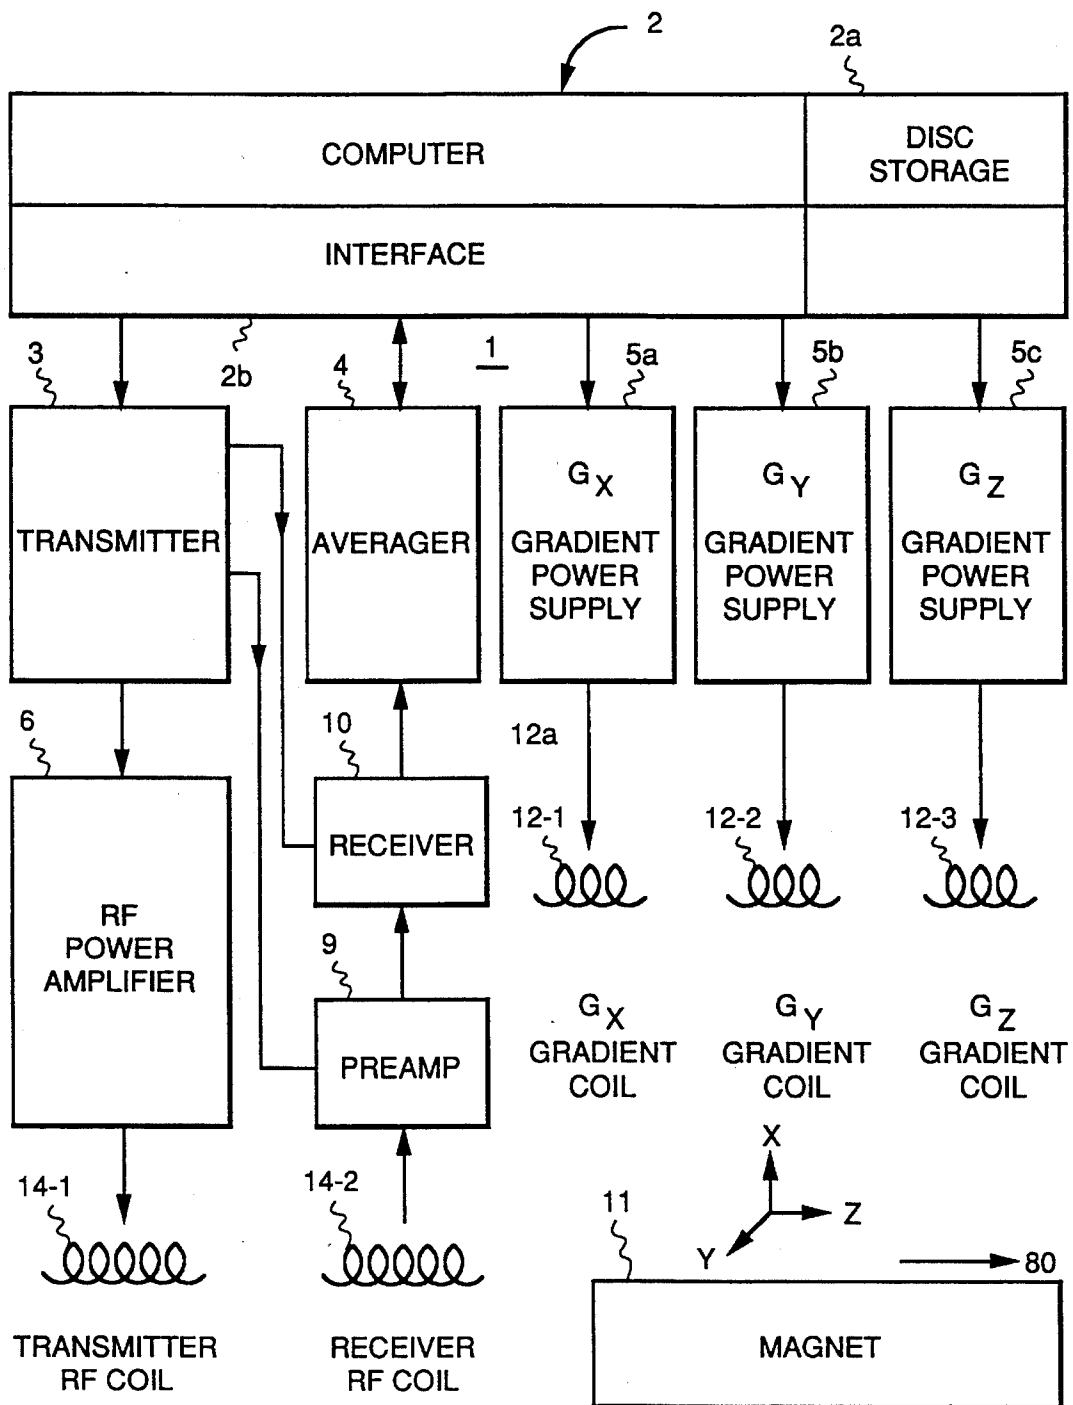 2
2a
COMPUTER
DISC
STORAGE
INTERFACE
3
2b
4
1
5a
5b
5c
TRANSMITTER
AVERAGER
GX
GRADIENT
POWER
SUPPLY
GY
GRADIENT
POWER
SUPPLY
GZ
GRADIENT
POWER
SUPPLY
6
10
12a
RECEIVER
12-1
12-2
12-3
RF
POWER
AMPLIFIER
9
PREAMP
GX
GRADIENT
COIL
GY
GRADIENT
COIL
GZ
GRADIENT
COIL
14-1
14-2
11
X
Z
Y
80
TRANSMITTER
RF COIL
RECEIVER
RF COIL
MAGNET